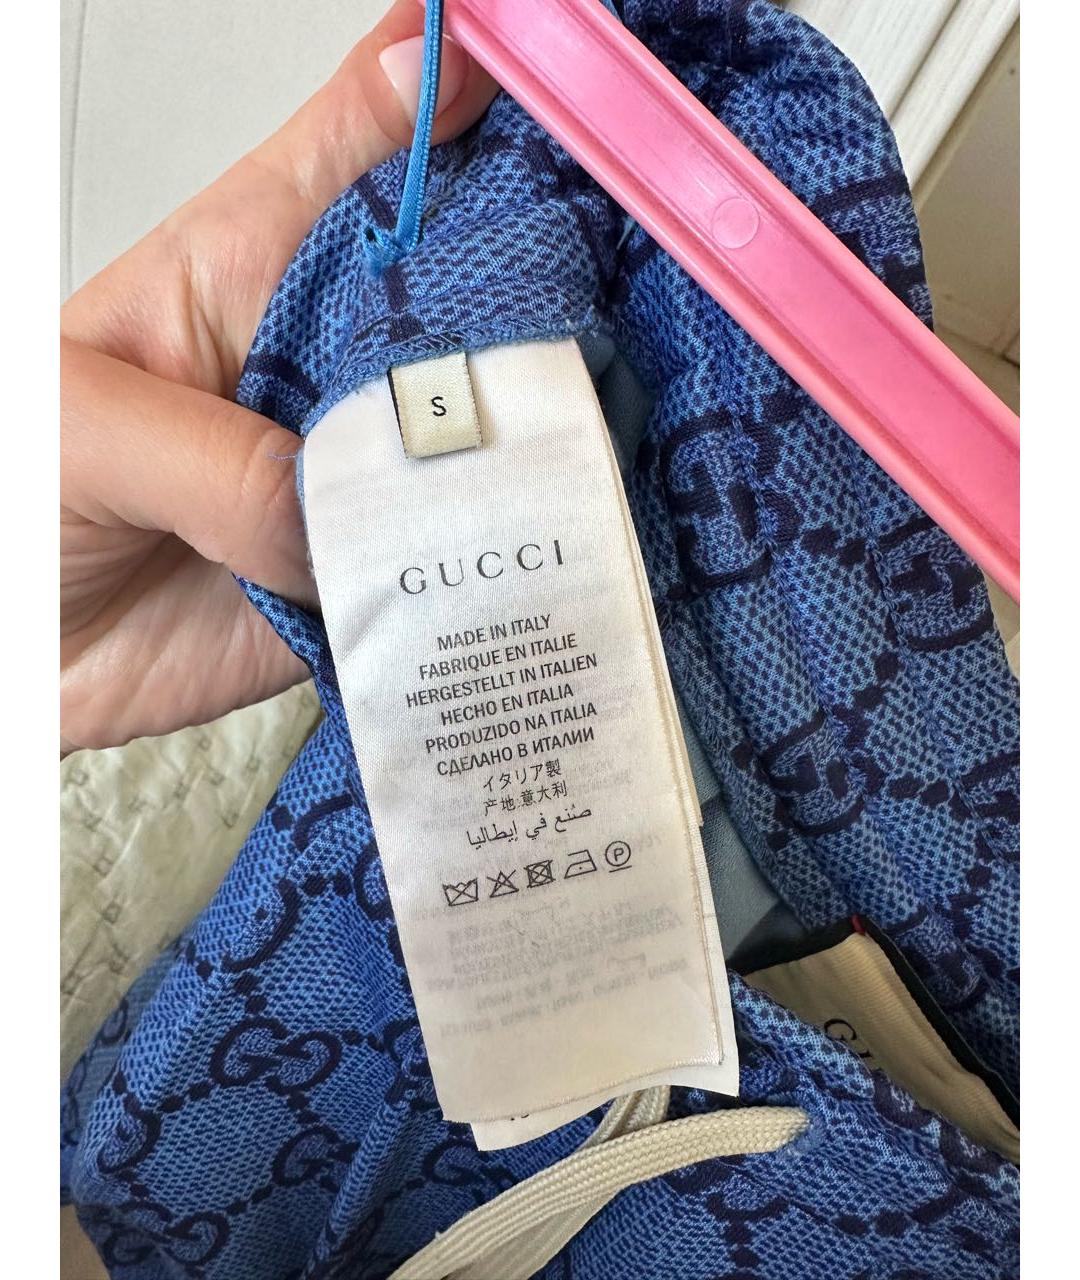 S
GUCCI
MADE IN ITALY
FABRIQUE EN ITALIE
HERGESTELLT IN ITALIEN
HECHO EN ITALIA
PRODUZIDO NA ITALIA
СДЕЛАНО В ИТАЛИИ
イタリア製
产地:意大利
صُنع في إيطاليا
P